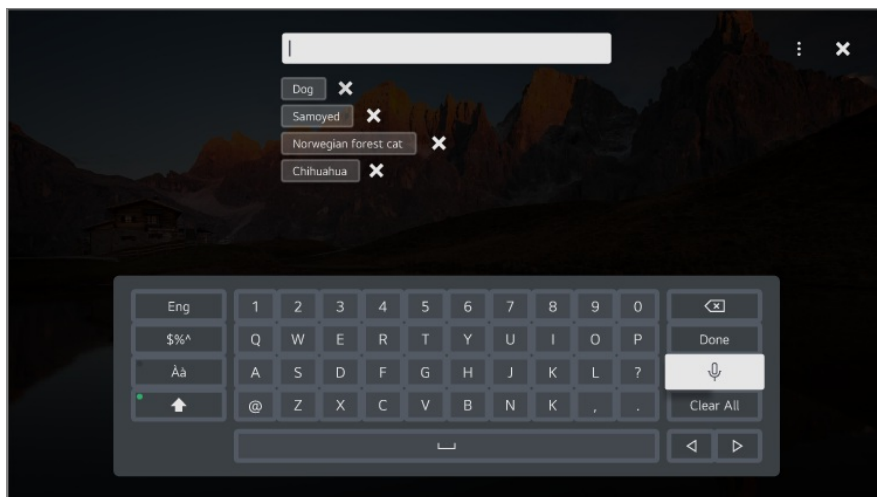 Dog
Samoyed
Norwegian forest cat
Chihuahua
Eng 1 2 3 4 5 6 7 8 9 0
$%^ Q W E R T Y U I O P Done
Àà A S D F G H J K L ?
@ Z X C V B N K , . Clear All